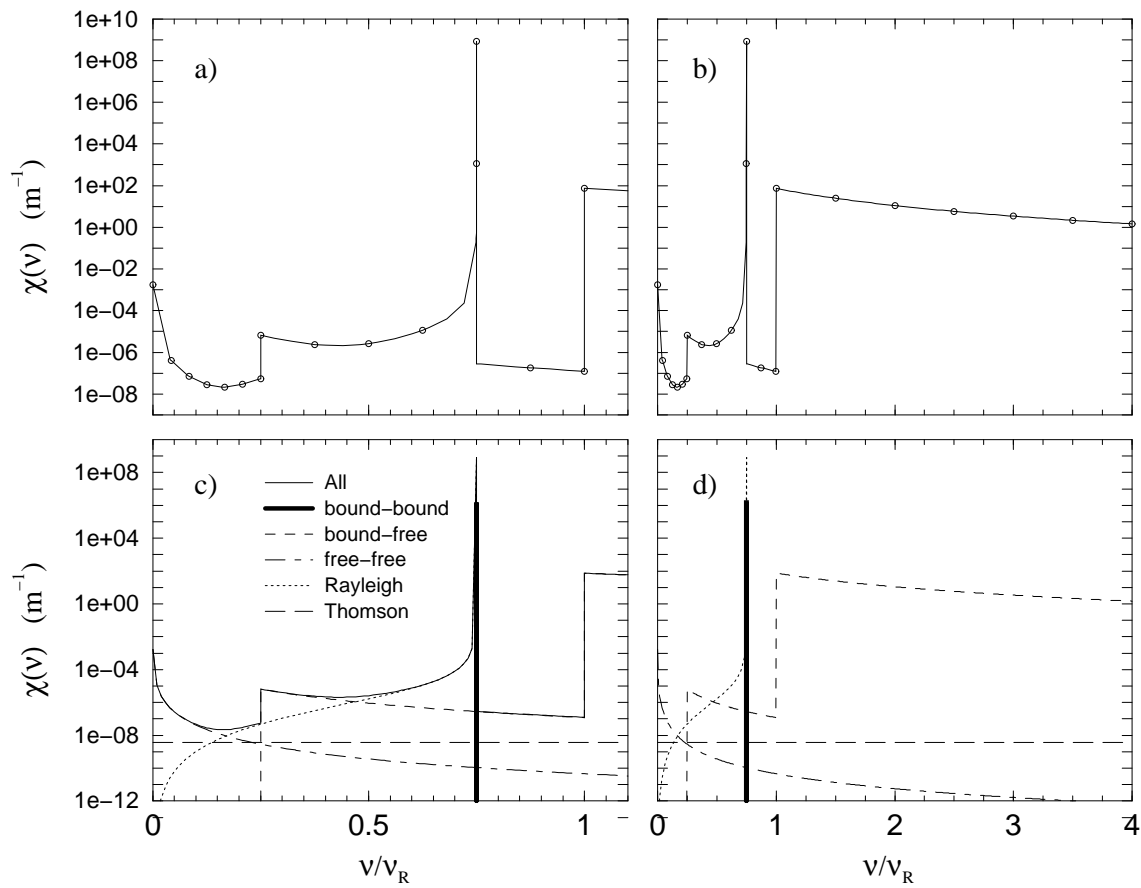 1e+10
1e+08
1e+06
1e+04
1e+02
1e+00
1e−02
1e−04
1e−06
1e−08
χ(ν) (m⁻¹)
a)
b)
1e+08
1e+04
1e+00
1e−04
1e−08
1e−12
χ(ν) (m⁻¹)
c)
All
bound−bound
bound−free
free−free
Rayleigh
Thomson
d)
0 0.5 1
0 1 2 3 4
ν/ν_R
ν/ν_R